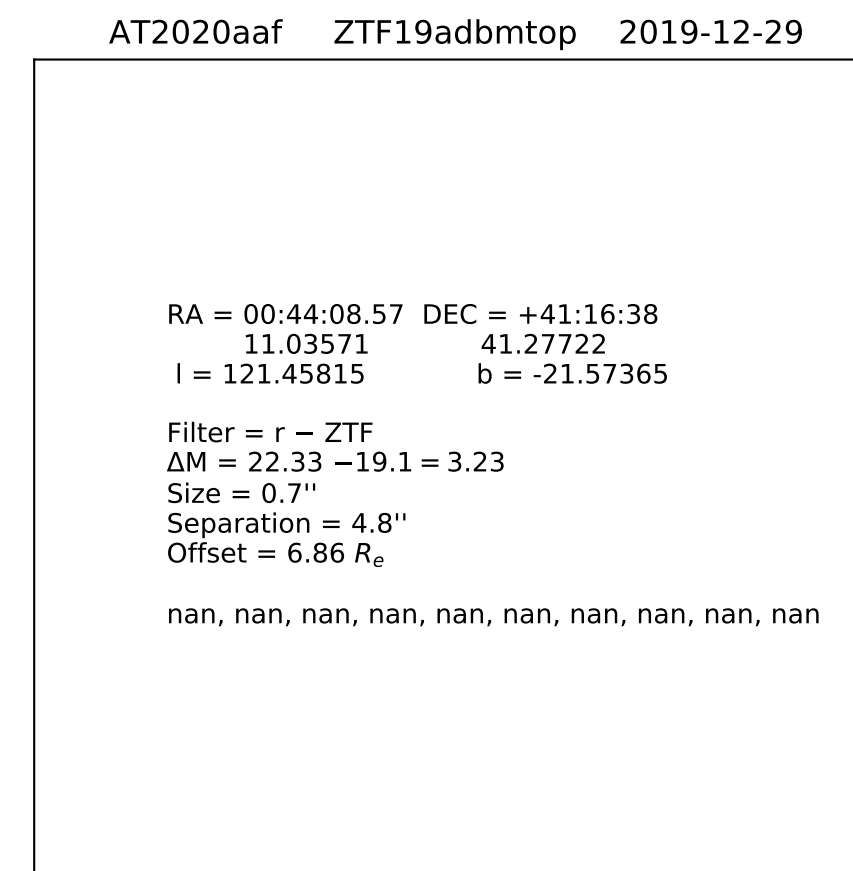 AT2020aaf ZTF19adbmtop 2019-12-29
RA = 00:44:08.57 DEC = +41:16:38
11.03571 41.27722
l = 121.45815 b = -21.57365
Filter = r − ZTF
ΔM = 22.33 −19.1 = 3.23
Size = 0.7''
Separation = 4.8''
Offset = 6.86 Rₑ
nan, nan, nan, nan, nan, nan, nan, nan, nan, nan